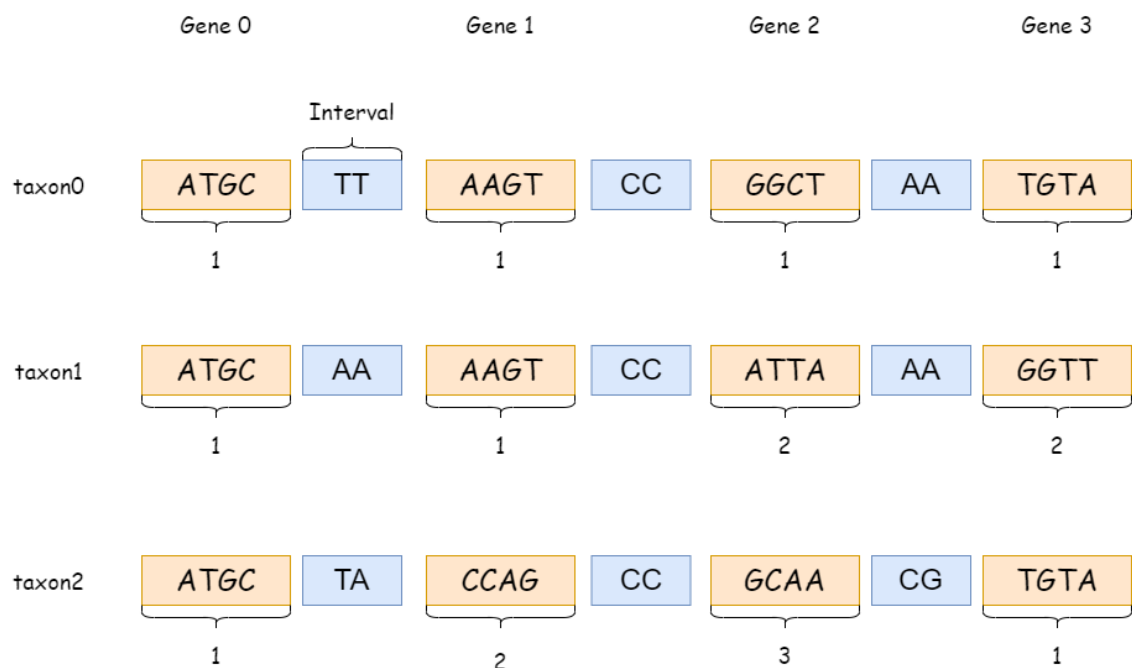 Gene 0 Gene 1 Gene 2 Gene 3
Interval
taxon0 ATGC TT AAGT CC GGCT AA TGTA
1 1 1 1
taxon1 ATGC AA AAGT CC ATTA AA GGTT
1 1 2 2
taxon2 ATGC TA CCAG CC GCAA CG TGTA
1 2 3 1